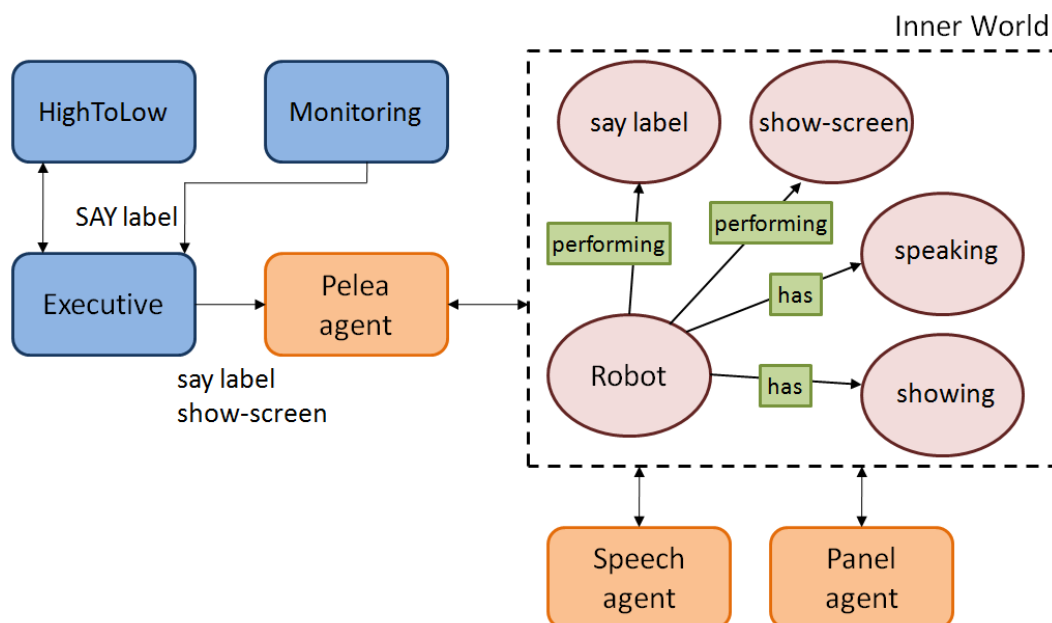 Inner World
HighToLow
Monitoring
say label
show-screen
SAY label
performing
performing
speaking
Executive
Pelea
agent
has
Robot
has
showing
say label
show-screen
Speech
agent
Panel
agent